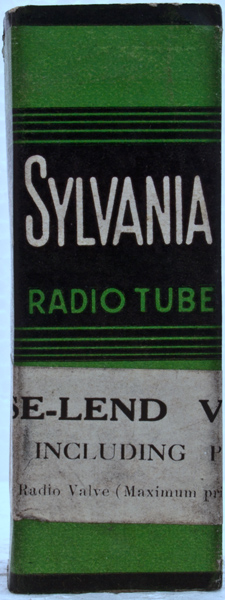 SYLVANIA
RADIO TUBE
SE-LEND V
INCLUDING P
Radio Valve (Maximum pri